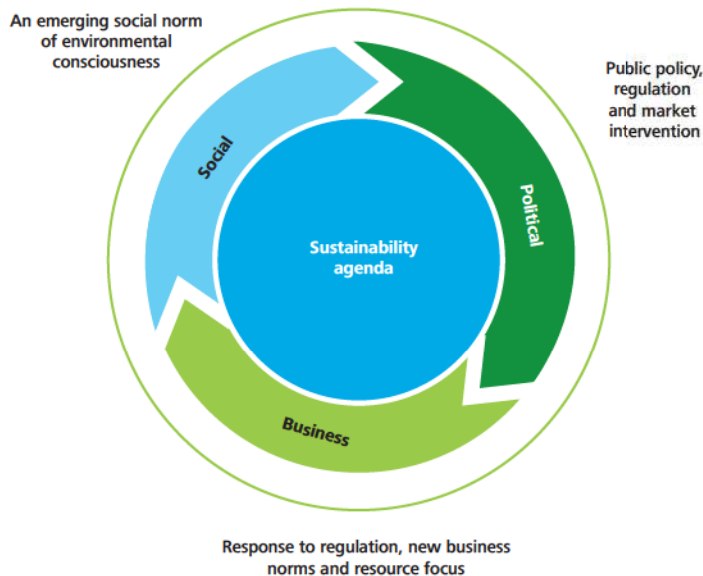 An emerging social norm
of environmental
consciousness
Public policy,
regulation
and market
intervention
Social
Political
Sustainability
agenda
Business
Response to regulation, new business
norms and resource focus